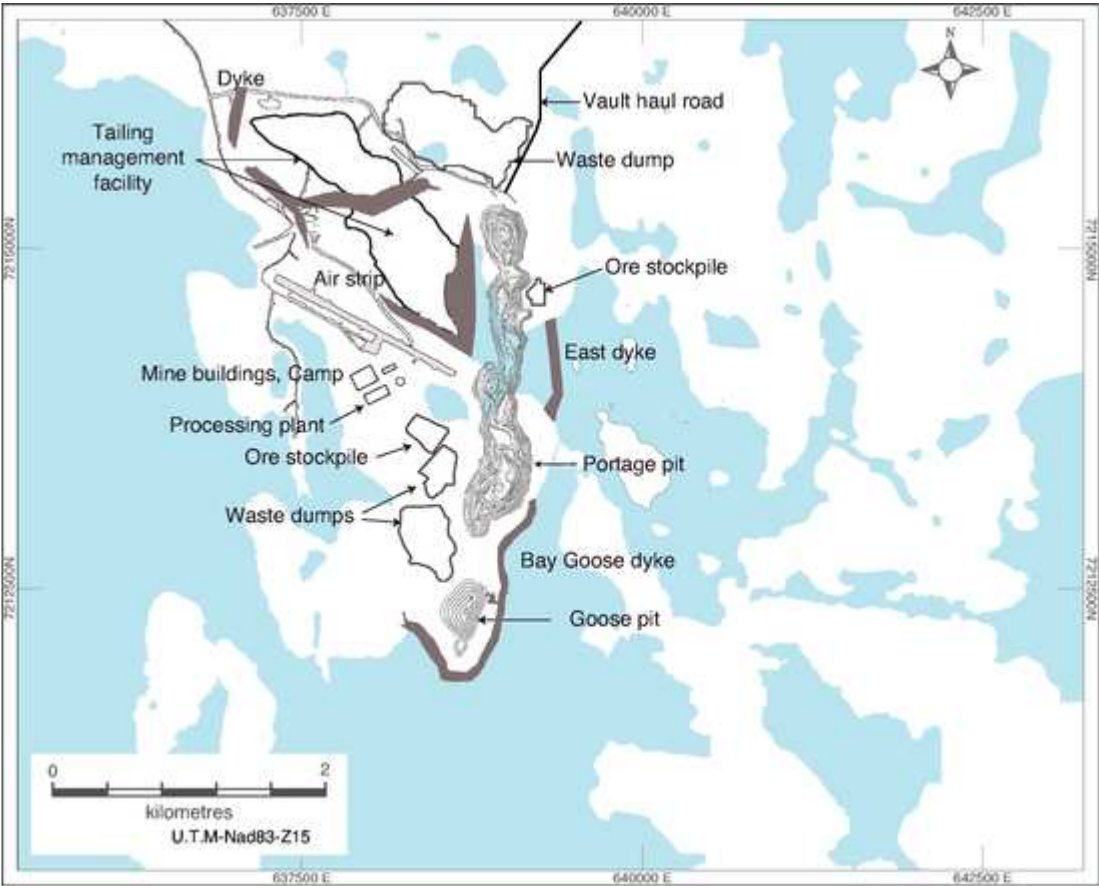 637500 E
640000 E
642500 E
N
Dyke
Vault haul road
Tailing
management
facility
Waste dump
7215000N
7215000N
Ore stockpile
Air strip
East dyke
Mine buildings, Camp
Processing plant
Ore stockpile
Portage pit
Waste dumps
Bay Goose dyke
7212500N
7212500N
Goose pit
0
2
kilometres
U.T.M-Nad83-Z15
637500 E
640000 E
642500 E